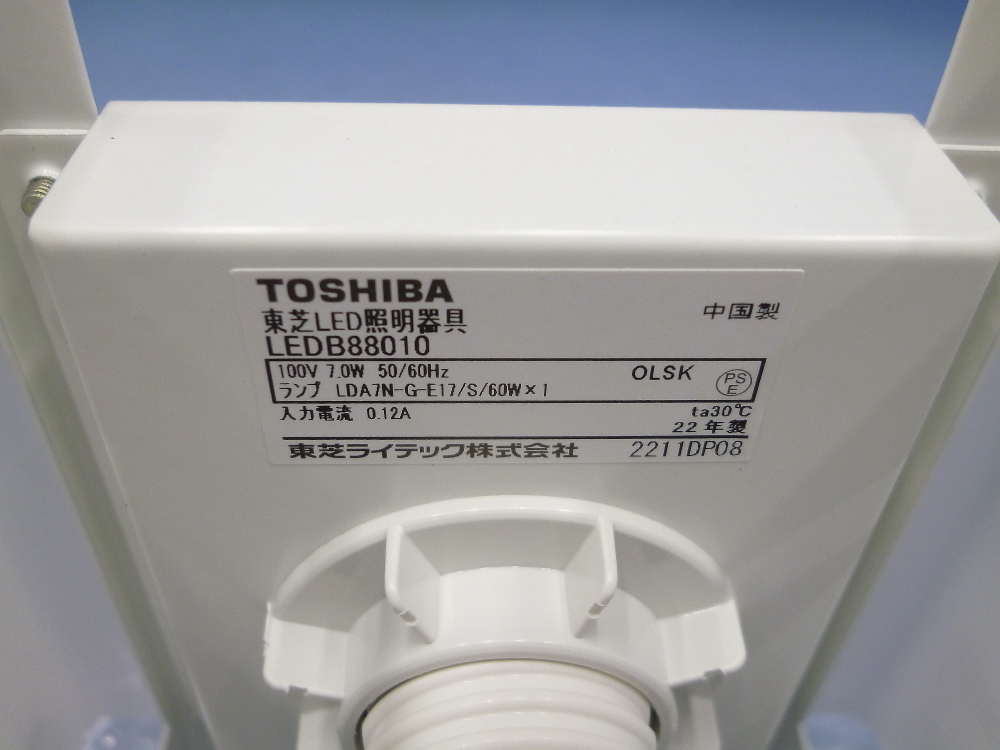 TOSHIBA
東芝LED照明器具
中国製
LEDB88010
100V 7.0W 50/60Hz
OLSK
PS
E
ランプ LDA7N-G-E17/S/60W×1
入力電流 0.12A
ta30℃
22年製
東芝ライテック株式会社
2211DP08